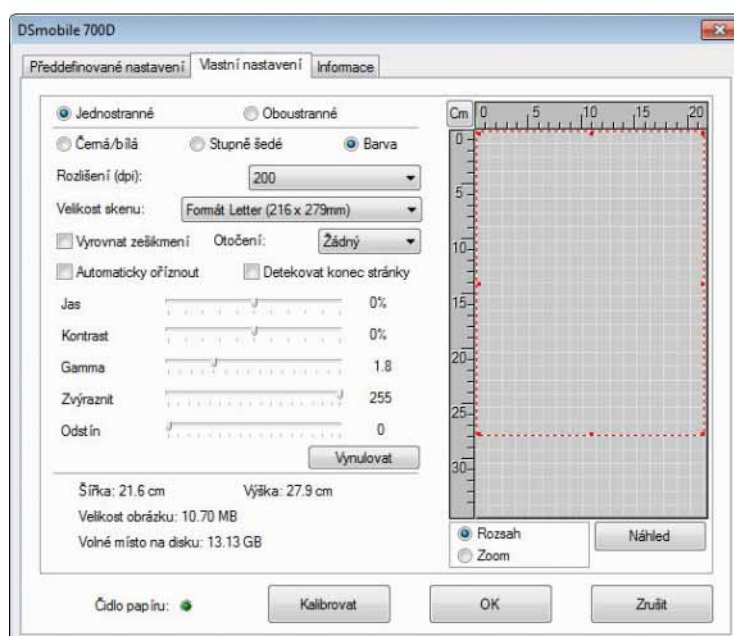 DSmobile 700D
Předdefinované nastavení Vlastní nastavení Informace
Jednostranné Oboustranné
Černá/bílá Stupně šedé Barva
Rozlišení (dpi): 200
Velikost skenu: Formát Letter (216 x 279mm)
Vyrovnat zešikmení Otočení: Žádný
Automaticky oříznout Detekovat konec stránky
Jas 0%
Kontrast 0%
Gamma 1.8
Zvýraznit 255
Odstín 0
Vynulovat
Šířka: 21.6 cm Výška: 27.9 cm
Velikost obrázku: 10.70 MB
Volné místo na disku: 13.13 GB
Cm 0 5 10 15 20
0
5
10
15
20
25
30
Rozsah Náhled
Zoom
Čidlo papíru: Kalibrovat OK Zrušit